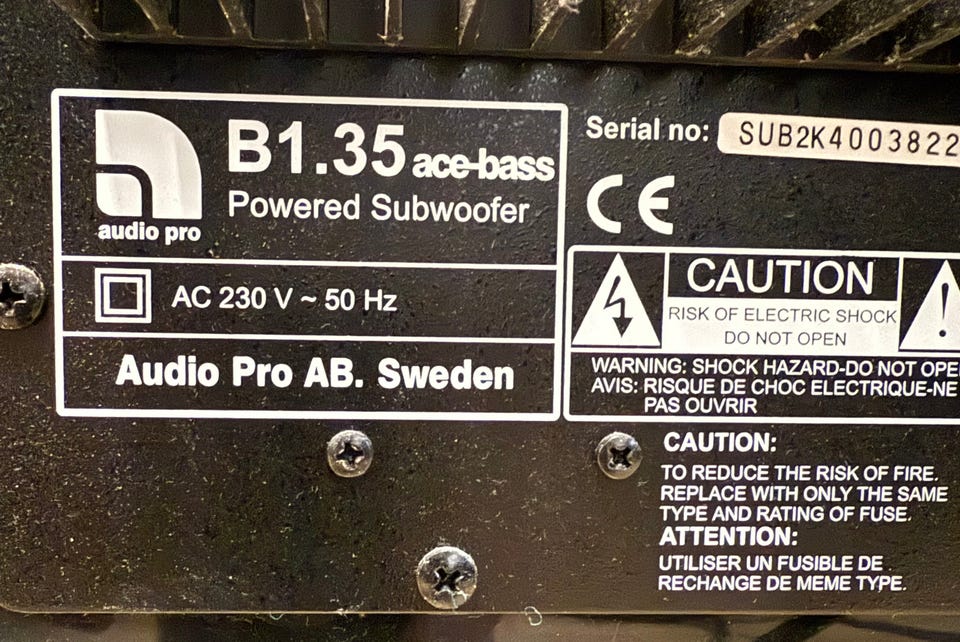 B1.35 ace-bass
Powered Subwoofer
audio pro
AC 230 V ~ 50 Hz
Audio Pro AB. Sweden
Serial no: SUB2K4003822
CE
CAUTION
RISK OF ELECTRIC SHOCK
DO NOT OPEN
WARNING: SHOCK HAZARD-DO NOT OPE
AVIS: RISQUE DE CHOC ELECTRIQUE-NE
PAS OUVRIR
CAUTION:
TO REDUCE THE RISK OF FIRE.
REPLACE WITH ONLY THE SAME
TYPE AND RATING OF FUSE.
ATTENTION:
UTILISER UN FUSIBLE DE
RECHANGE DE MEME TYPE.